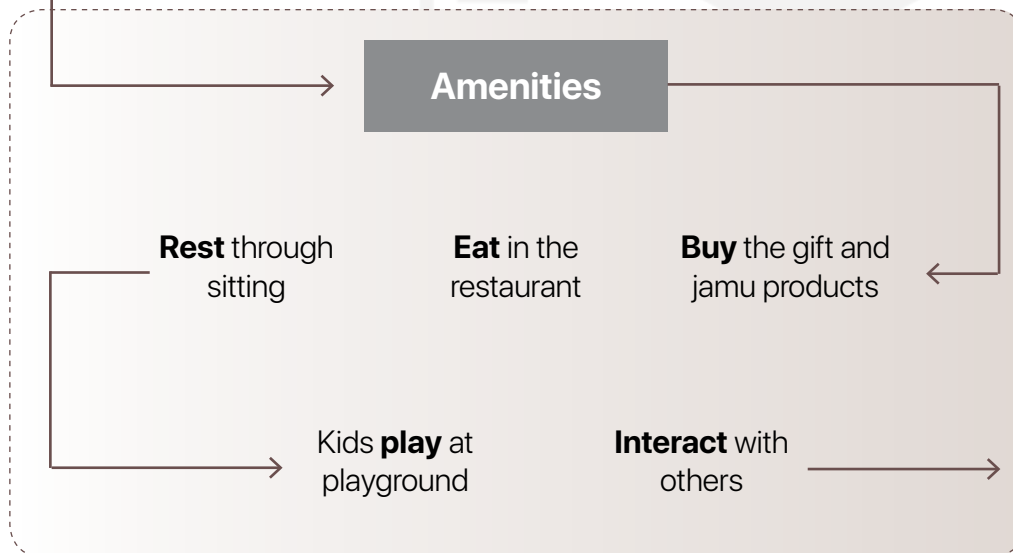 Amenities
Rest through
sitting
Eat in the
restaurant
Buy the gift and
jamu products
Kids play at
playground
Interact with
others